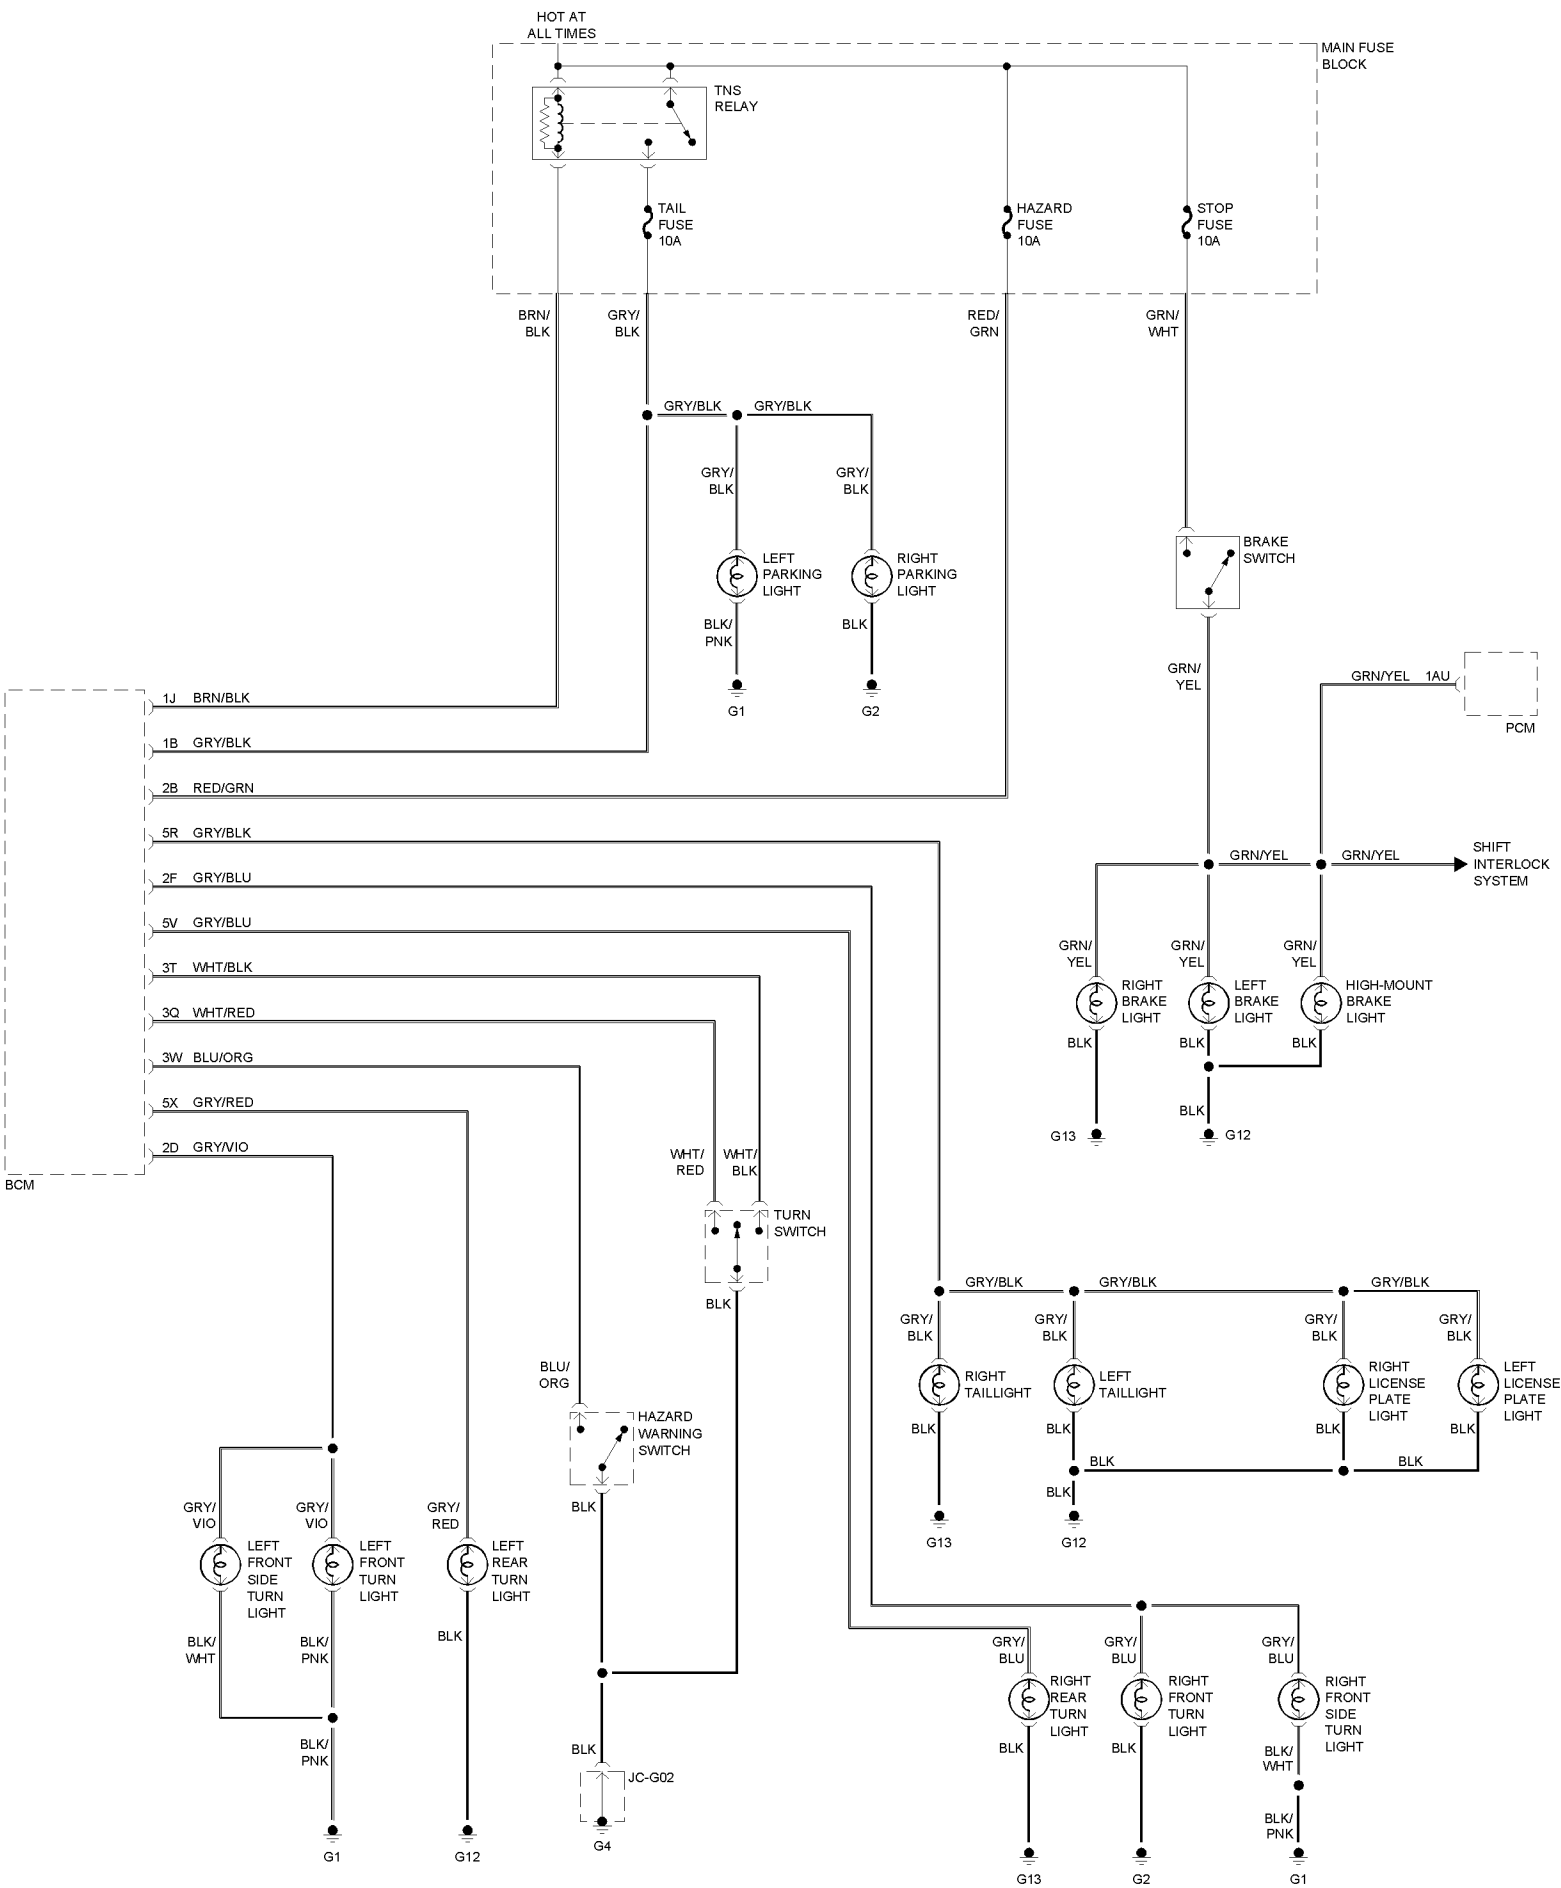 HOT AT
ALL TIMES
MAIN FUSE
BLOCK
TNS
RELAY
TAIL
FUSE
10A
HAZARD
FUSE
10A
STOP
FUSE
10A
BRN/
BLK
GRY/
BLK
RED/
GRN
GRN/
WHT
GRY/BLK
GRY/BLK
GRY/
BLK
GRY/
BLK
BRAKE
SWITCH
LEFT
PARKING
LIGHT
RIGHT
PARKING
LIGHT
BLK/
PNK
BLK
G1
G2
GRN/
YEL
GRN/YEL 1AU
PCM
1J BRN/BLK
1B GRY/BLK
2B RED/GRN
5R GRY/BLK
2F GRY/BLU
5V GRY/BLU
3T WHT/BLK
3Q WHT/RED
3W BLU/ORG
5X GRY/RED
2D GRY/VIO
BCM
GRN/YEL
GRN/YEL
SHIFT
INTERLOCK
SYSTEM
GRN/
YEL
GRN/
YEL
GRN/
YEL
RIGHT
BRAKE
LIGHT
LEFT
BRAKE
LIGHT
HIGH-MOUNT
BRAKE
LIGHT
BLK
BLK
BLK
BLK
G13
G12
WHT/
RED
WHT/
BLK
TURN
SWITCH
BLK
GRY/BLK
GRY/BLK
GRY/BLK
GRY/
BLK
GRY/
BLK
GRY/
BLK
GRY/
BLK
RIGHT
TAILLIGHT
LEFT
TAILLIGHT
RIGHT
LICENSE
PLATE
LIGHT
LEFT
LICENSE
PLATE
LIGHT
BLK
BLK
BLK
BLK
BLK
BLK
BLK
G13
G12
BLU/
ORG
HAZARD
WARNING
SWITCH
BLK
GRY/
VIO
GRY/
VIO
GRY/
RED
LEFT
FRONT
SIDE
TURN
LIGHT
LEFT
FRONT
TURN
LIGHT
LEFT
REAR
TURN
LIGHT
BLK/
WHT
BLK/
PNK
BLK
BLK/
PNK
BLK
JC-G02
G1
G12
G4
GRY/
BLU
GRY/
BLU
GRY/
BLU
RIGHT
REAR
TURN
LIGHT
RIGHT
FRONT
TURN
LIGHT
RIGHT
FRONT
SIDE
TURN
LIGHT
BLK
BLK
BLK/
WHT
BLK/
PNK
G13
G2
G1